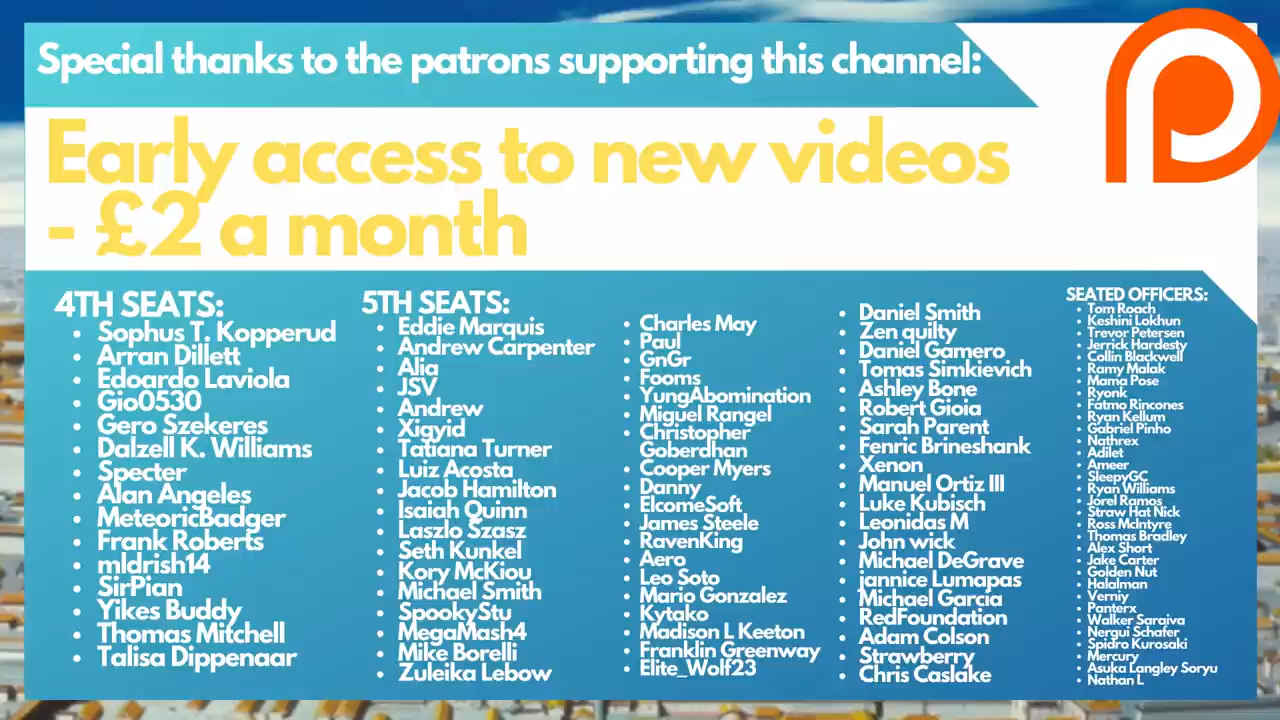 Special thanks to the patrons supporting this channel:
Early access to new videos
- £2 a month
4TH SEATS:
Sophus T. Kopperud
Arran Dillett
Edoardo Laviola
Gio0530
Gero Szekeres
Dalzell K. Williams
Specter
Alan Angeles
MeteoricBadger
Frank Roberts
mldrish14
SirPian
Yikes Buddy
Thomas Mitchell
Talisa Dippenaar
5TH SEATS:
Eddie Marquis
Andrew Carpenter
Alia
JSV
Andrew
Xigyid
Tatiana Turner
Luiz Acosta
Jacob Hamilton
Isaiah Quinn
Laszlo Szasz
Seth Kunkel
Kory McKiou
Michael Smith
SpookyStu
MegaMash4
Mike Borelli
Zuleika Lebow
Charles May
Paul
GnGr
Fooms
YungAbomination
Miguel Rangel
Christopher
Goberdhan
Cooper Myers
Danny
ElcomeSoft
James Steele
RavenKing
Aero
Leo Soto
Mario Gonzalez
Kytako
Madison L Keeton
Franklin Greenway
Elite_Wolf23
Daniel Smith
Zen quilty
Daniel Gamero
Tomas Simkievich
Ashley Bone
Robert Gioia
Sarah Parent
Fenric Brineshank
Xenon
Manuel Ortiz III
Luke Kubisch
Leonidas M
John wick
Michael DeGrave
jannice Lumapas
Michael Garcia
RedFoundation
Adam Colson
Strawberry
Chris Caslake
SEATED OFFICERS:
Tom Roach
Keshini Lokhun
Trevor Petersen
Jerrick Hardesty
Collin Blackwell
Ramy Malak
Mama Pose
Ryonk
Fatmo Rincones
Ryan Kellum
Gabriel Pinho
Nathrex
Adilet
Ameer
SleepyGC
Ryan Williams
Jorel Ramos
Straw Hat Nick
Ross McIntyre
Thomas Bradley
Alex Short
Jake Carter
Golden Nut
Halalman
Verniy
Panterx
Walker Saraiva
Nergui Schafer
Spidro Kurosaki
Mercury
Asuka Langley Soryu
Nathan L